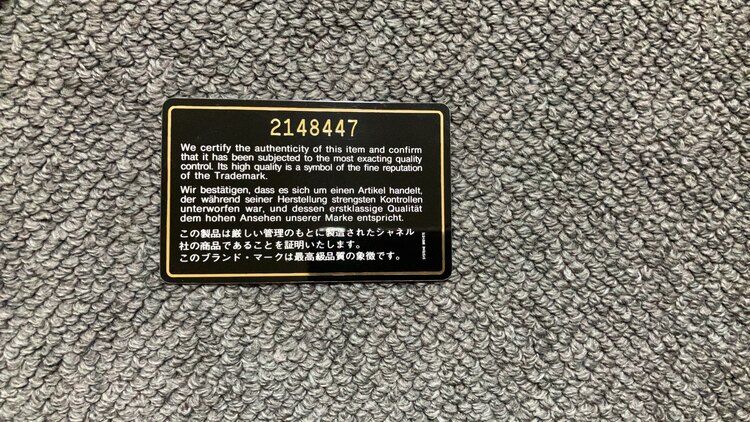 2148447
We certify the authenticity of this item and confirm
that it has been subjected to the most exacting quality
control. Its high quality is a symbol of the fine reputation
of the Trademark.
Wir bestätigen, dass es sich um einen Artikel handelt,
der während seiner Herstellung strengsten Kontrollen
unterworfen war, und dessen erstklassige Qualität
dem hohen Ansehen unserer Marke entspricht.
この製品は厳しい管理のもとに製造されたシャネル
社の商品であることを証明いたします。
このブランド・マークは最高級品質の象徴です。